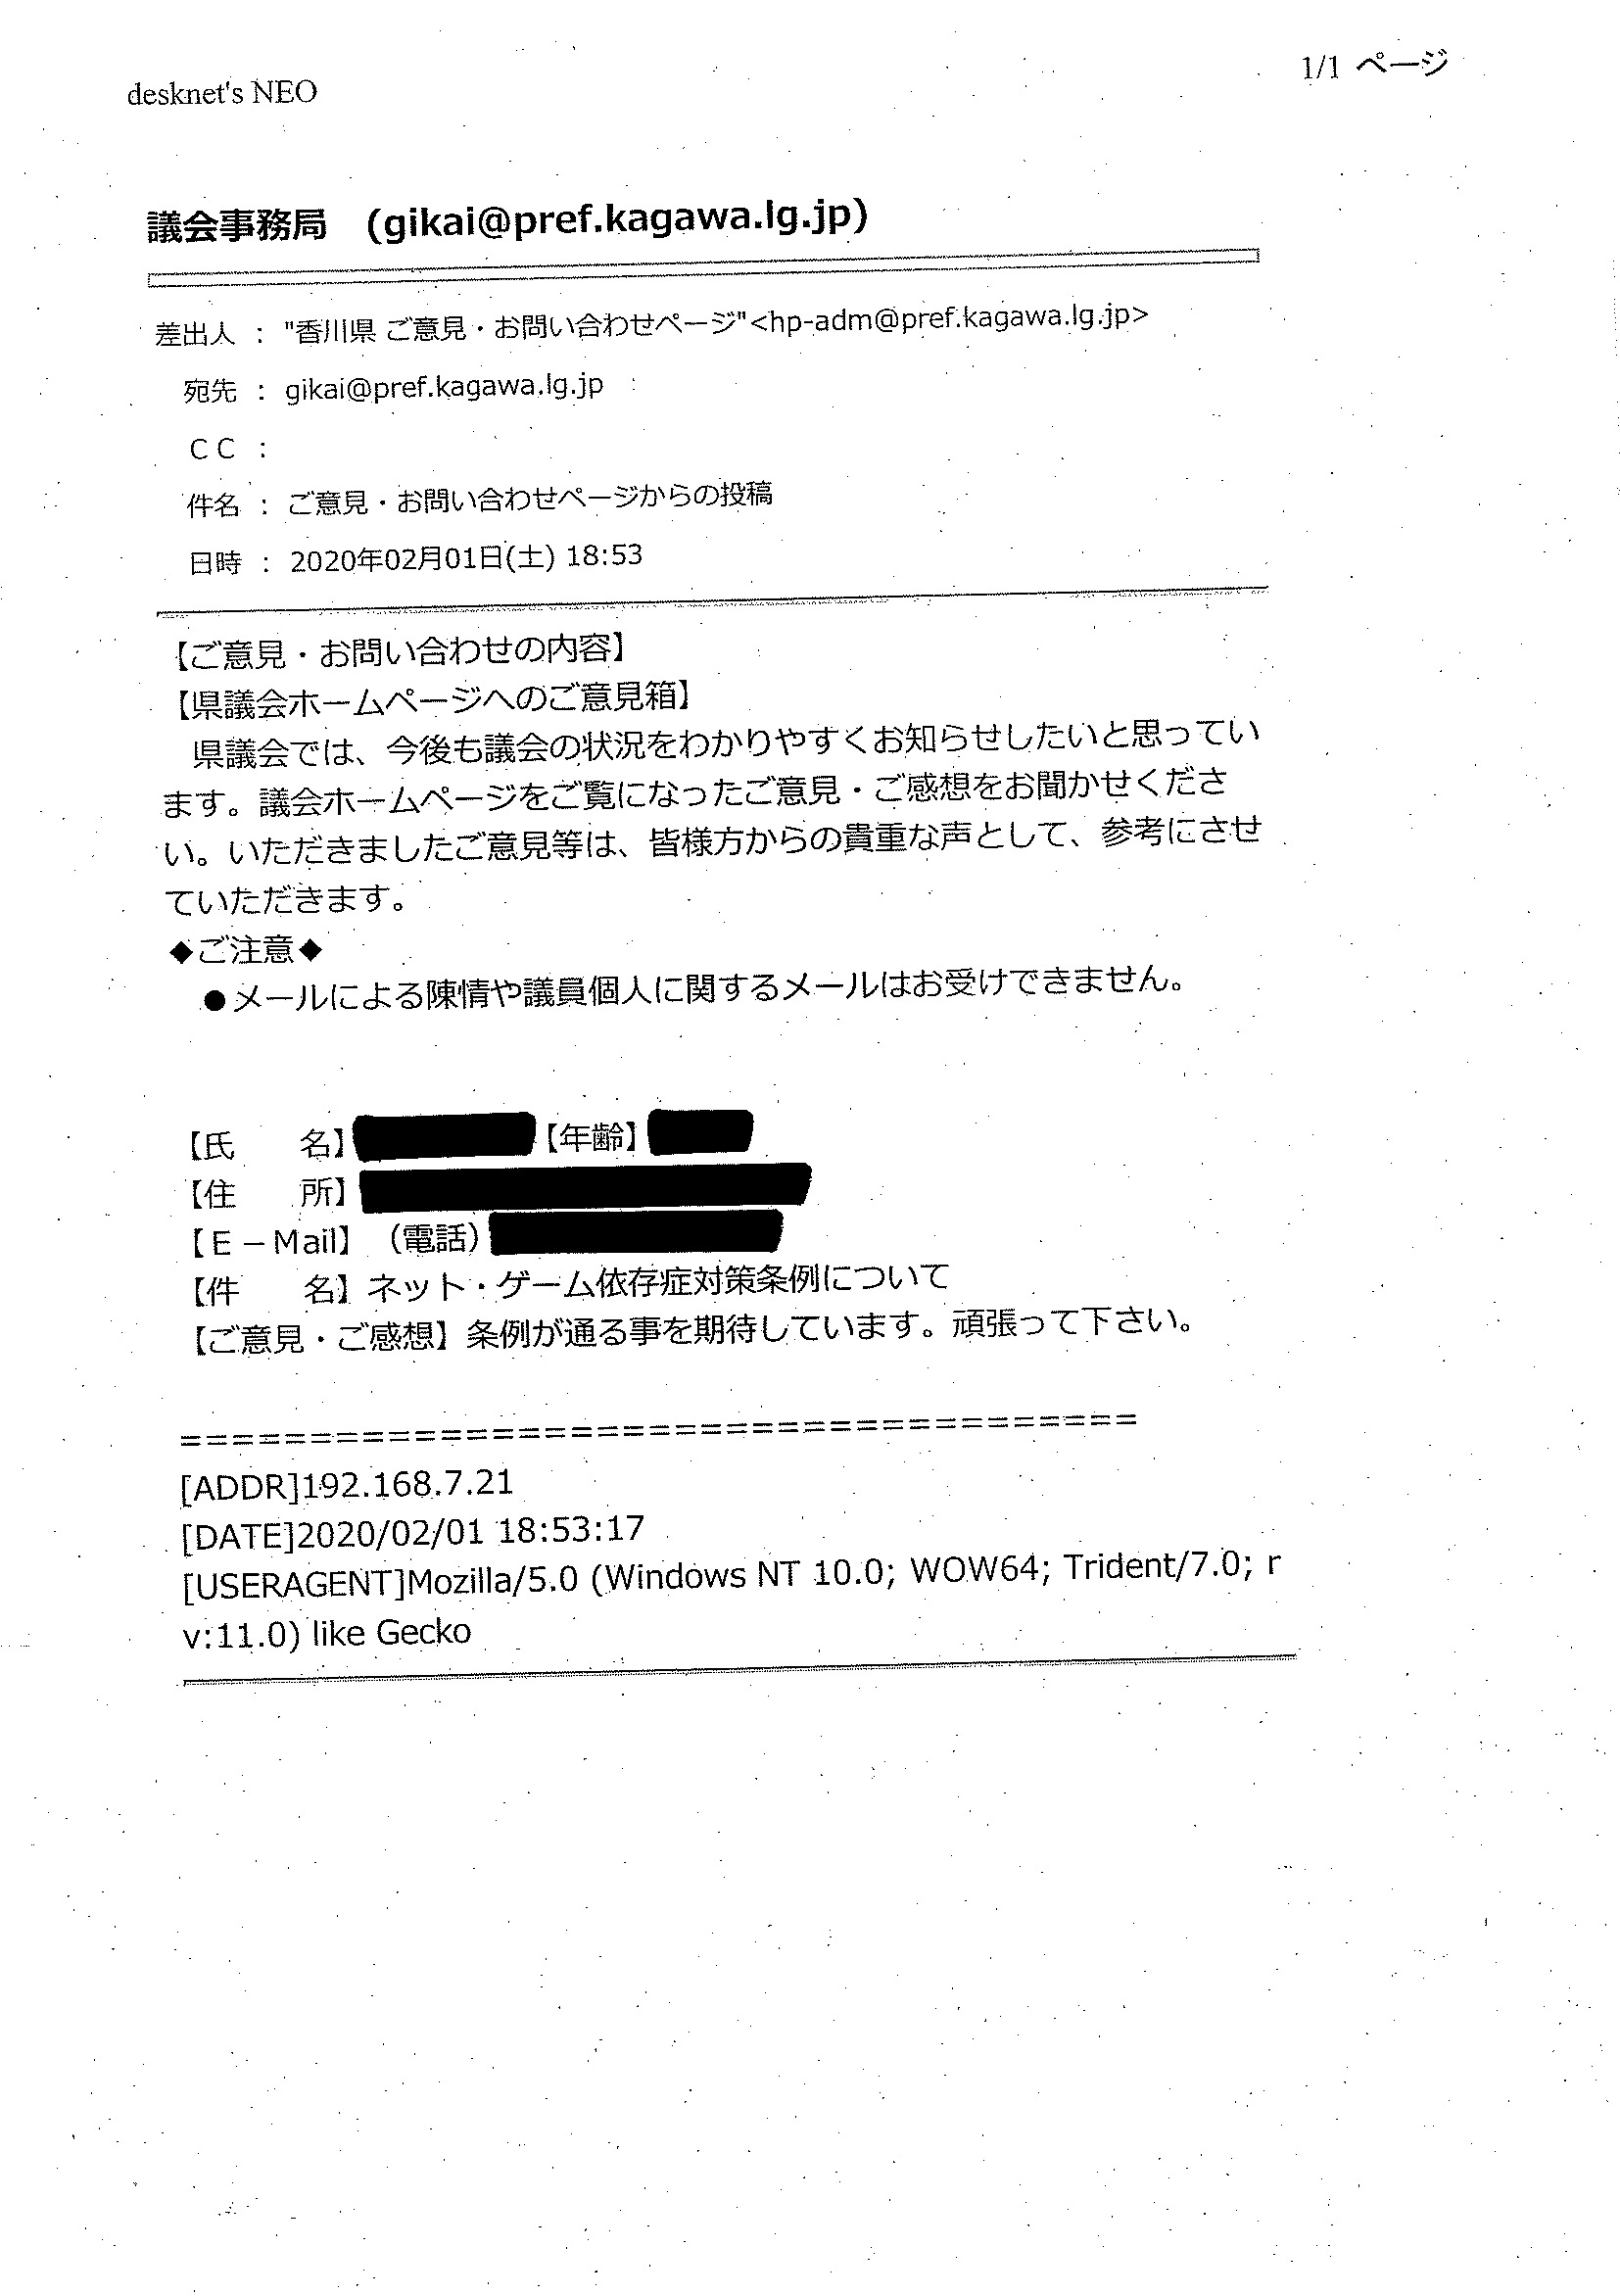 desknet's NEO
1/1 ページ
議会事務局 (gikai@pref.kagawa.lg.jp)
差出人 : "香川県 ご意見・お問い合わせページ"<hp-adm@pref.kagawa.lg.jp>
宛先 : gikai@pref.kagawa.lg.jp
ＣＣ :
件名 : ご意見・お問い合わせページからの投稿
日時 : 2020年02月01日(土) 18:53
【ご意見・お問い合わせの内容】
【県議会ホームページへのご意見箱】
　県議会では、今後も議会の状況をわかりやすくお知らせしたいと思ってい
ます。議会ホームページをご覧になったご意見・ご感想をお聞かせくださ
い。いただきましたご意見等は、皆様方からの貴重な声として、参考にさせ
ていただきます。
◆ご注意◆
●メールによる陳情や議員個人に関するメールはお受けできません。
【氏　　名】【年齢】
【住　　所】
【Ｅ－Mail】（電話）
【件　　名】ネット・ゲーム依存症対策条例について
【ご意見・ご感想】条例が通る事を期待しています。頑張って下さい。
=====================================
[ADDR]192.168.7.21
[DATE]2020/02/01 18:53:17
[USERAGENT]Mozilla/5.0 (Windows NT 10.0; WOW64; Trident/7.0; r
v:11.0) like Gecko